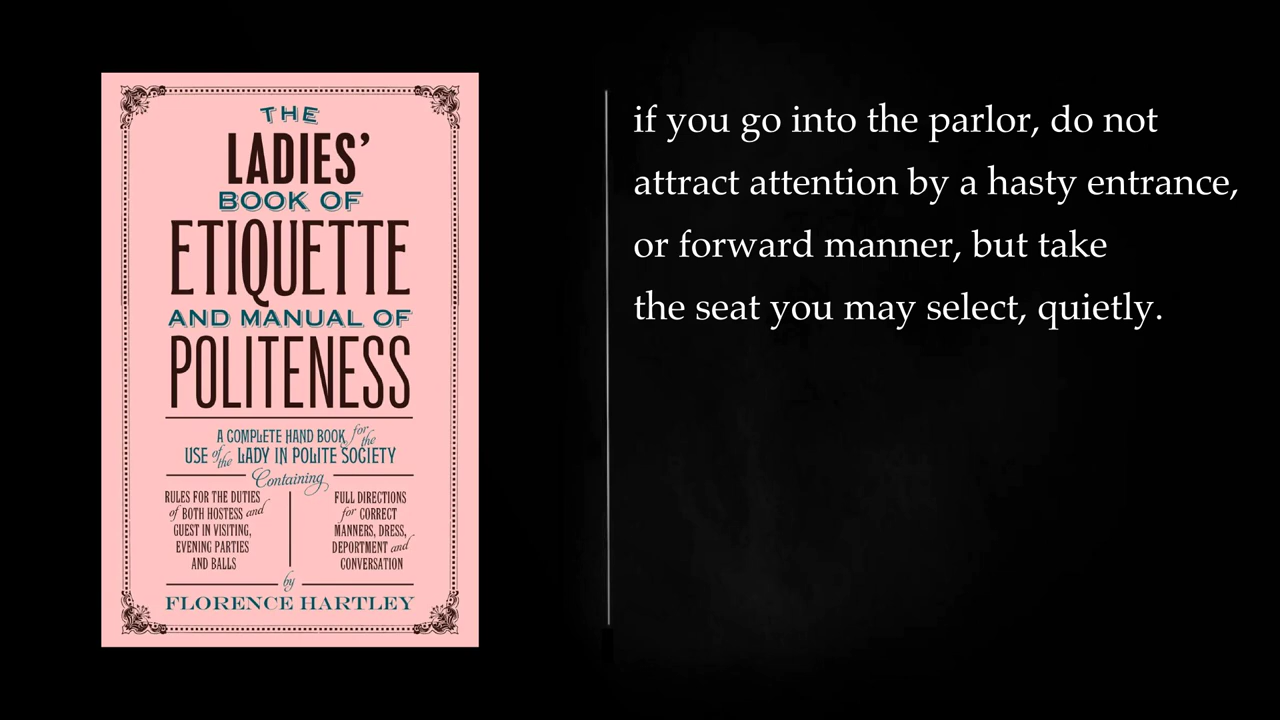 THE
LADIES'
BOOK OF
ETIQUETTE
AND MANUAL OF
POLITENESS
A COMPLETE HAND BOOK for the
USE of the LADY IN POLITE SOCIETY
Containing
RULES FOR THE DUTIES
of BOTH HOSTESS and
GUEST IN VISITING,
EVENING PARTIES
AND BALLS
FULL DIRECTIONS
for CORRECT
MANNERS, DRESS,
DEPORTMENT and
CONVERSATION
by
FLORENCE HARTLEY
if you go into the parlor, do not
attract attention by a hasty entrance,
or forward manner, but take
the seat you may select, quietly.